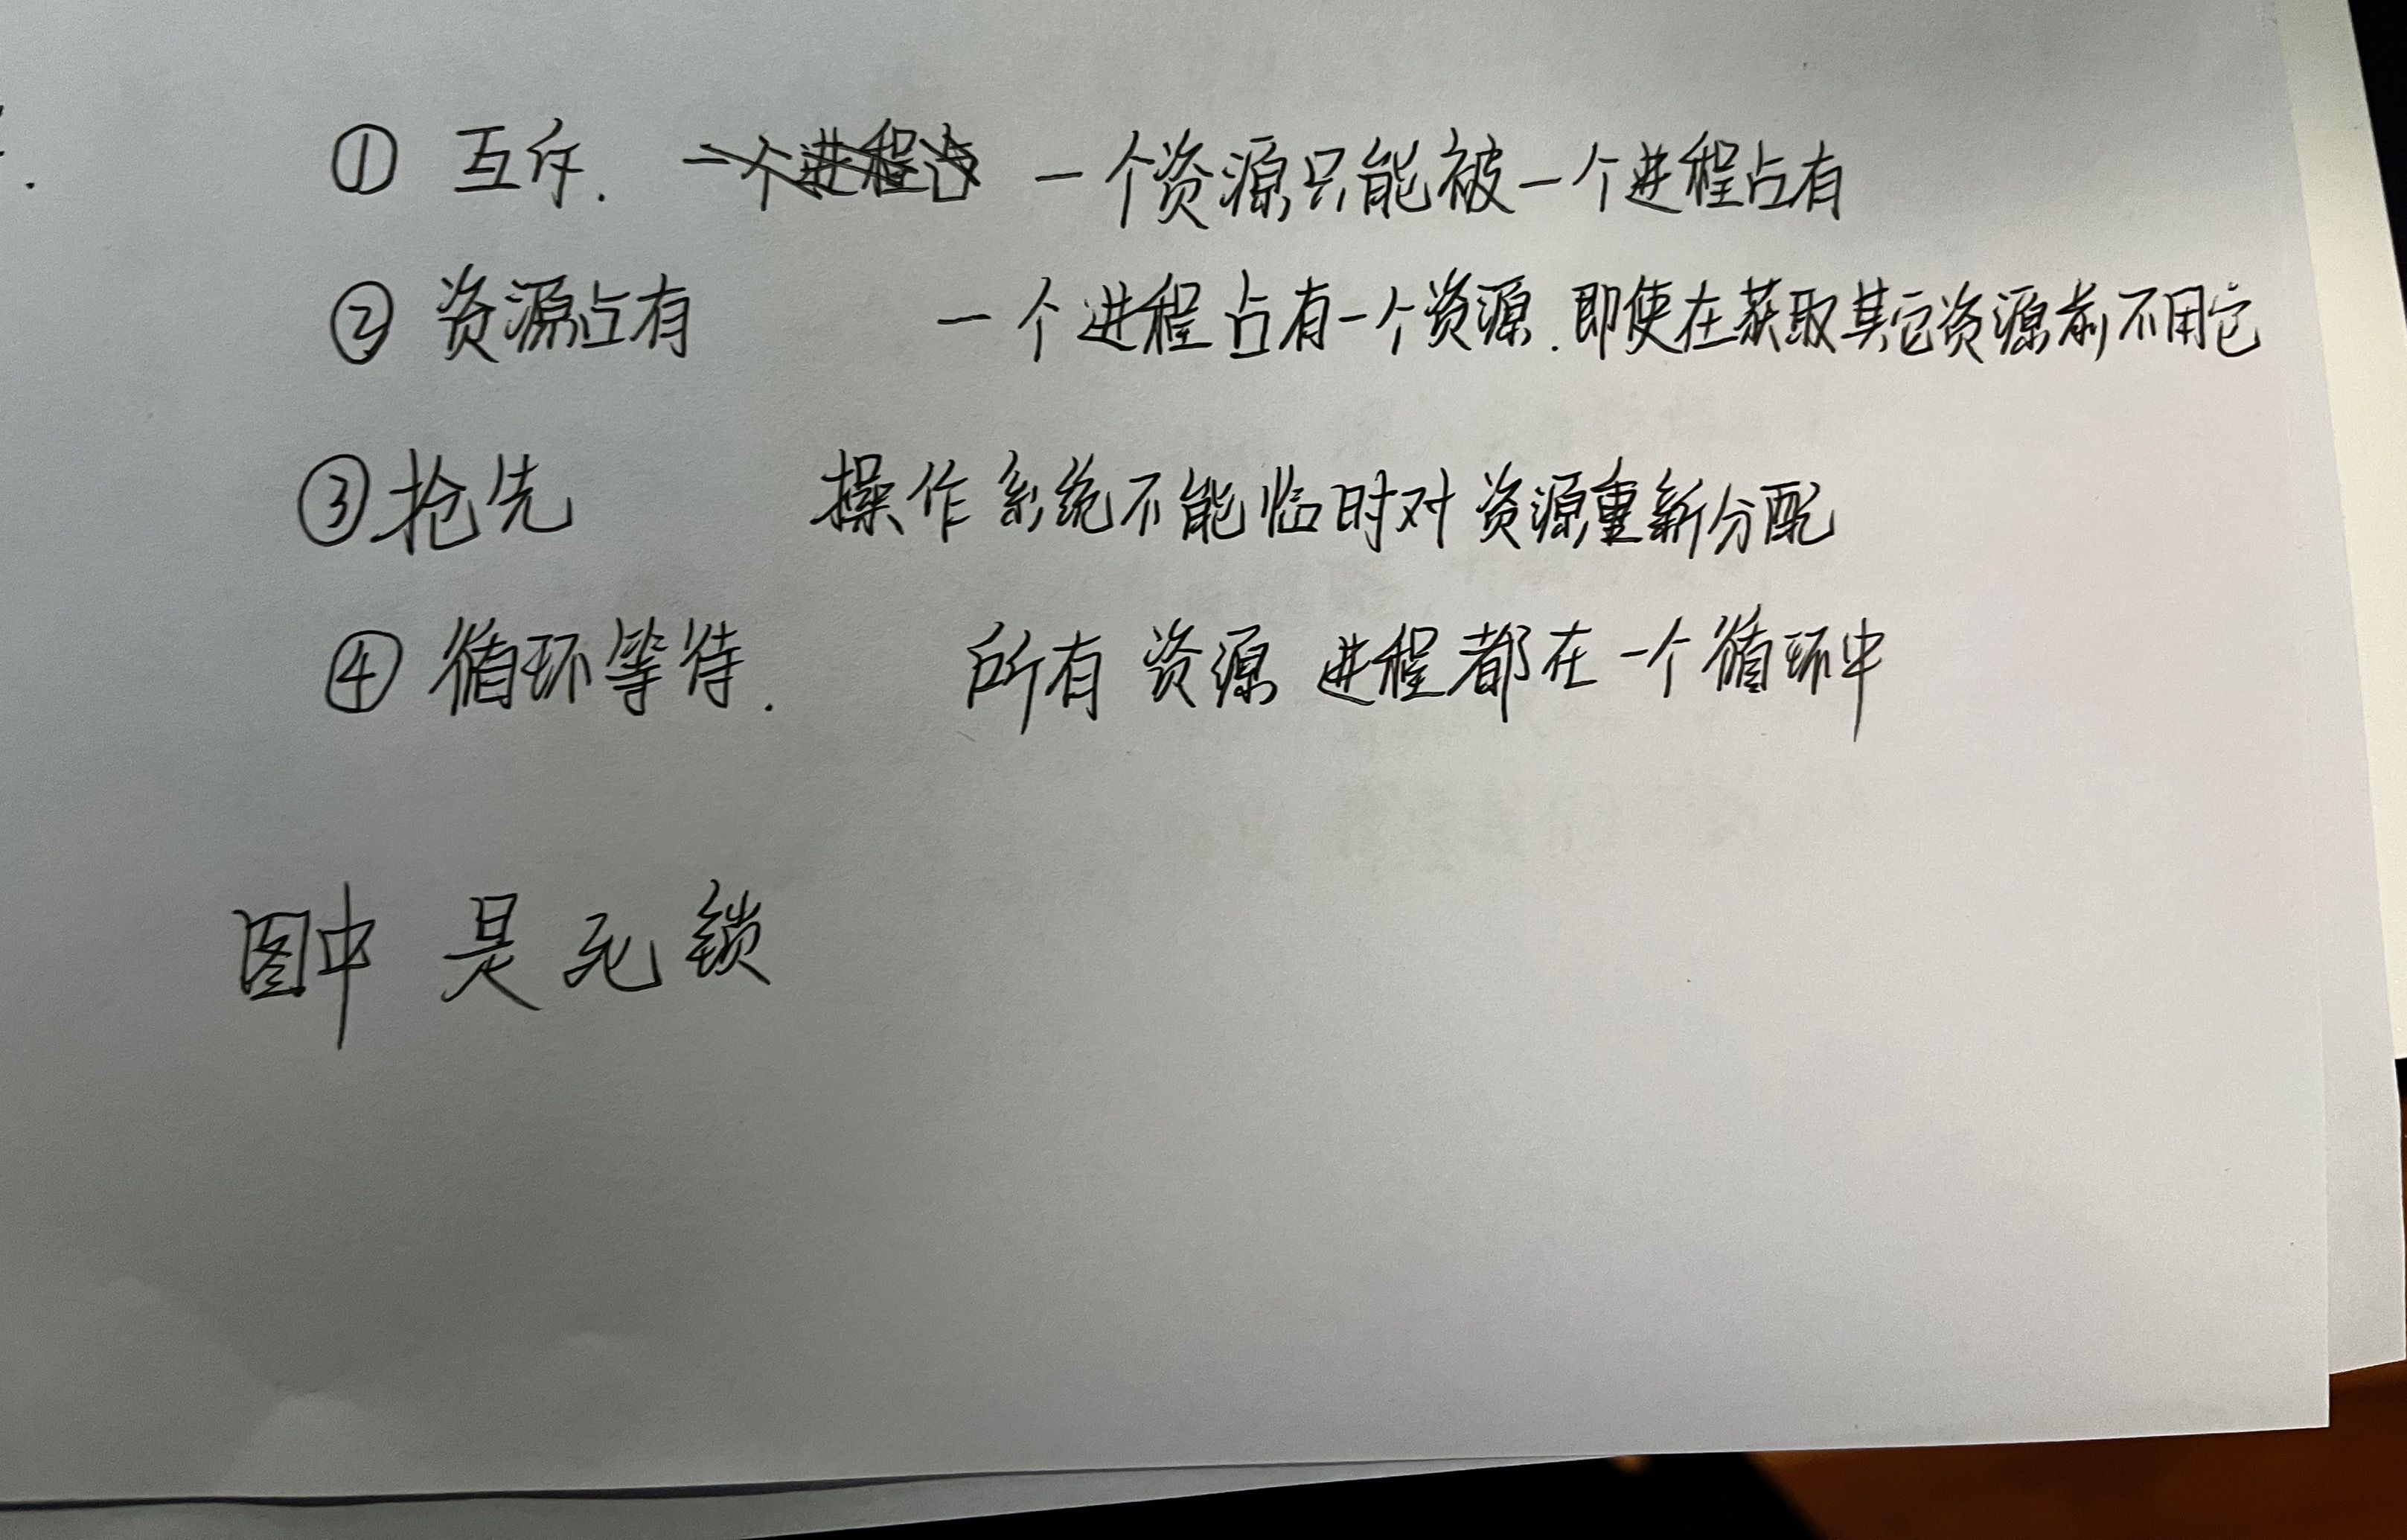 ① 互斥. 一个资源只能被一个进程占有
② 资源占有 一个进程占有一个资源.即使在获取其它资源前不用它
③ 抢先 操作系统不能临时对资源重新分配
④ 循环等待. 所有资源 进程都在一个循环中
图中 是死锁